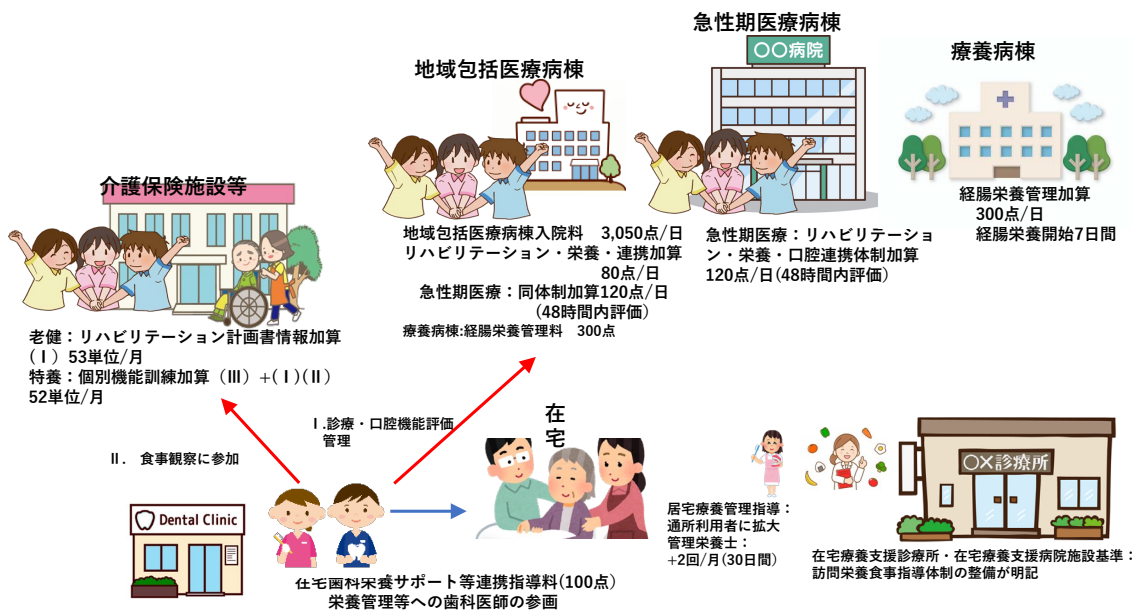 急性期医療病棟
〇〇病院
療養病棟
地域包括医療病棟
介護保険施設等
経腸栄養管理加算
300点/日
経腸栄養開始7日間
地域包括医療病棟入院料 3,050点/日
リハビリテーション・栄養・連携加算
80点/日
急性期医療:同体制加算120点/日
(48時間内評価)
療養病棟:経腸栄養管理料 300点
急性期医療:リハビリテーショ
ン・栄養・口腔連携体制加算
120点/日(48時間内評価)
老健:リハビリテーション計画書情報加算
(Ⅰ) 53単位/月
特養:個別機能訓練加算(Ⅲ)+(Ⅰ)(Ⅱ)
52単位/月
Ⅰ.診療・口腔機能評価
管理
在
宅
Ⅱ. 食事観察に参加
Dental Clinic
〇✕診療所
居宅療養管理指導:
通所利用者に拡大
管理栄養士:
+2回/月(30日間)
在宅療養支援診療所・在宅療養支援病院施設基準:
訪問栄養食事指導体制の整備が明記
在宅歯科栄養サポート等連携指導料(100点)
栄養管理等への歯科医師の参画